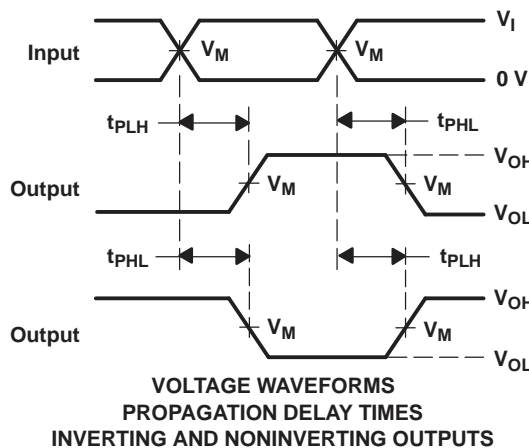 V_I
Input V_M V_M
0 V
t_PLH t_PHL
V_OH
Output V_M V_M
V_OL
t_PHL t_PLH
V_OH
Output V_M V_M
V_OL
VOLTAGE WAVEFORMS
PROPAGATION DELAY TIMES
INVERTING AND NONINVERTING OUTPUTS